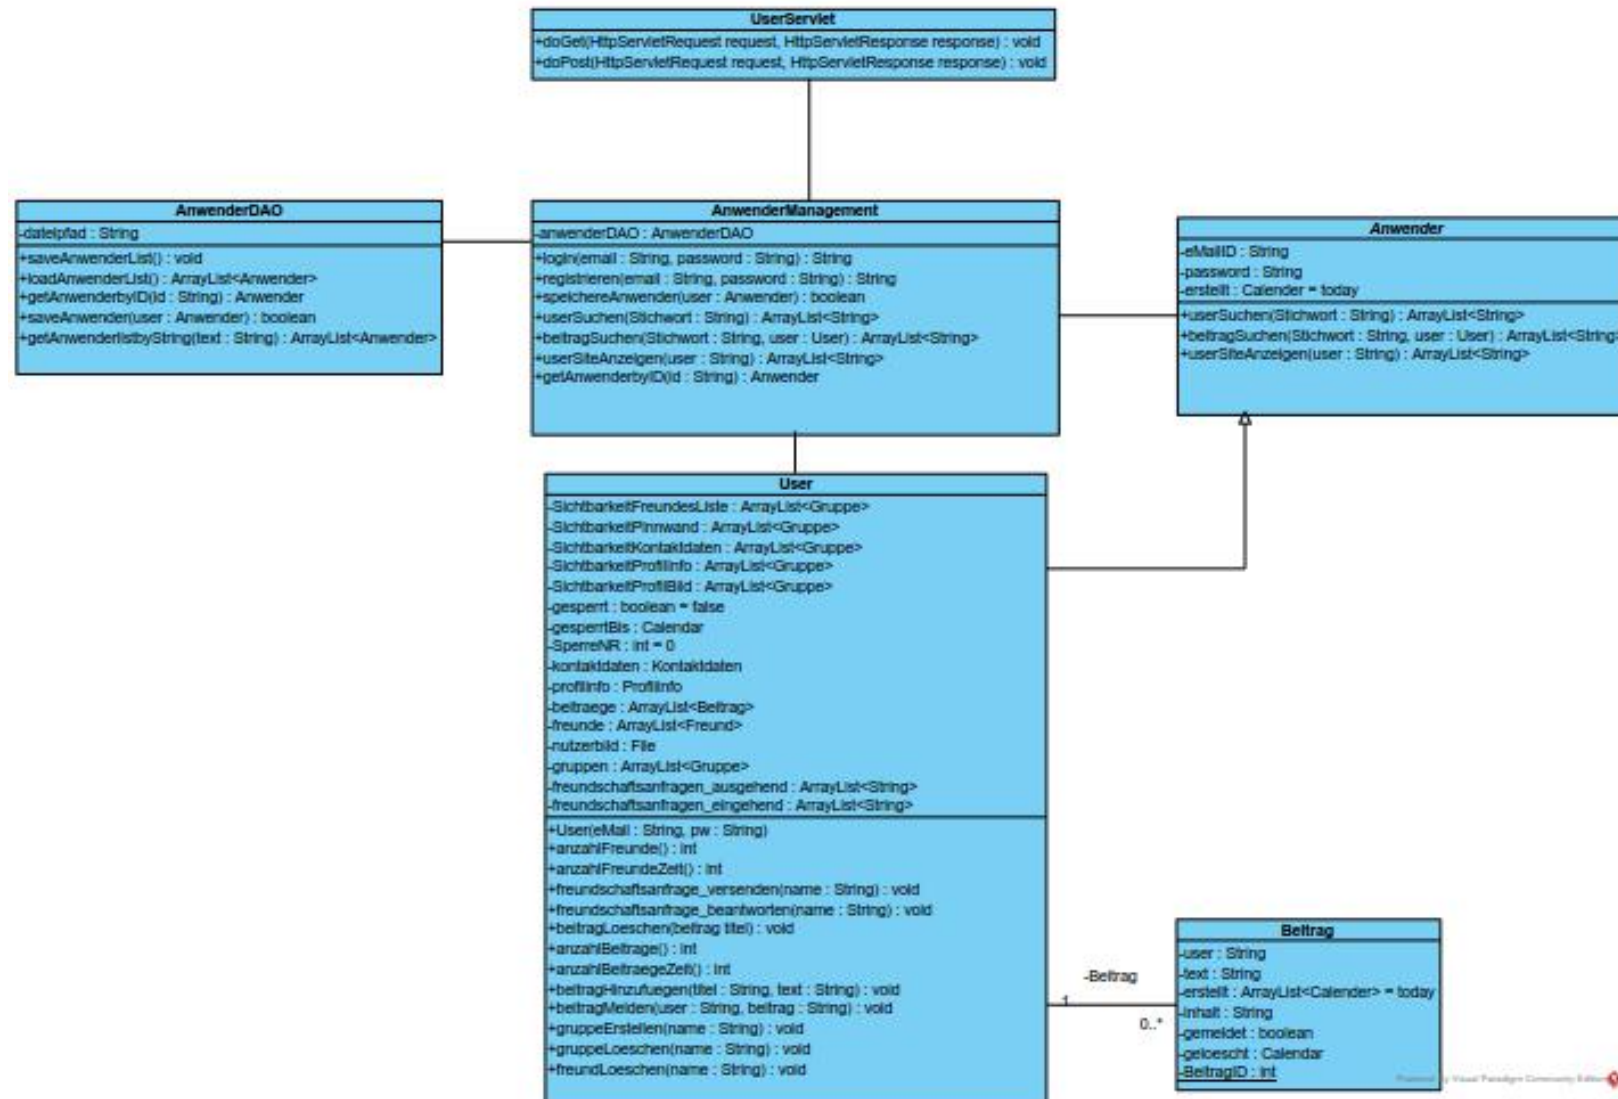 UserServlet
+doGet(HttpServletRequest request, HttpServletResponse response) : void
+doPost(HttpServletRequest request, HttpServletResponse response) : void
AnwenderDAO
-dateipfad : String
+saveAnwenderList() : void
+loadAnwenderList() : ArrayList<Anwender>
+getAnwenderbyID(id : String) : Anwender
+saveAnwender(user : Anwender) : boolean
+getAnwenderlistbyString(text : String) : ArrayList<Anwender>
AnwenderManagement
-anwenderDAO : AnwenderDAO
+login(email : String, password : String) : String
+registrieren(email : String, password : String) : String
+speichereAnwender(user : Anwender) : boolean
+userSuchen(Stichwort : String) : ArrayList<String>
+beitragSuchen(Stichwort : String, user : User) : ArrayList<String>
+userSiteAnzeigen(user : String) : ArrayList<String>
+getAnwenderbyID(id : String) : Anwender
Anwender
-eMailID : String
-password : String
-erstellt : Calender = today
+userSuchen(Stichwort : String) : ArrayList<String>
+beitragSuchen(Stichwort : String, user : User) : ArrayList<String>
+userSiteAnzeigen(user : String) : ArrayList<String>
User
-SichtbarkeitFreundesListe : ArrayList<Gruppe>
-SichtbarkeitPinnwand : ArrayList<Gruppe>
-SichtbarkeitKontaktdaten : ArrayList<Gruppe>
-SichtbarkeitProfilInfo : ArrayList<Gruppe>
-SichtbarkeitProfilBild : ArrayList<Gruppe>
-gesperrt : boolean = false
-gesperrtBis : Calendar
-SperreNR : int = 0
-kontaktdaten : Kontaktdaten
-profilinfo : ProfilInfo
-beitraege : ArrayList<Beitrag>
-freunde : ArrayList<Freund>
-nutzerbild : File
-gruppen : ArrayList<Gruppe>
-freundschaftsanfragen_ausgehend : ArrayList<String>
-freundschaftsanfragen_eingehend : ArrayList<String>
+User(eMail : String, pw : String)
+anzahlFreunde() : int
+anzahlFreundeZeit() : int
+freundschaftsanfrage_versenden(name : String) : void
+freundschaftsanfrage_beantworten(name : String) : void
+beitragLoeschen(beitrag titel) : void
+anzahlBeitrage() : int
+anzahlBeitraegeZeit() : int
+beitragHinzufuegen(titel : String, text : String) : void
+beitragMelden(user : String, beitrag : String) : void
+gruppeErstellen(name : String) : void
+gruppeLoeschen(name : String) : void
+freundLoeschen(name : String) : void
-Beitrag
1
0..*
Beitrag
-user : String
-text : String
-erstellt : ArrayList<Calender> = today
-inhalt : String
-gemeldet : boolean
-geloescht : Calendar
-BeitragID : int
Powered by Visual Paradigm Community Edition